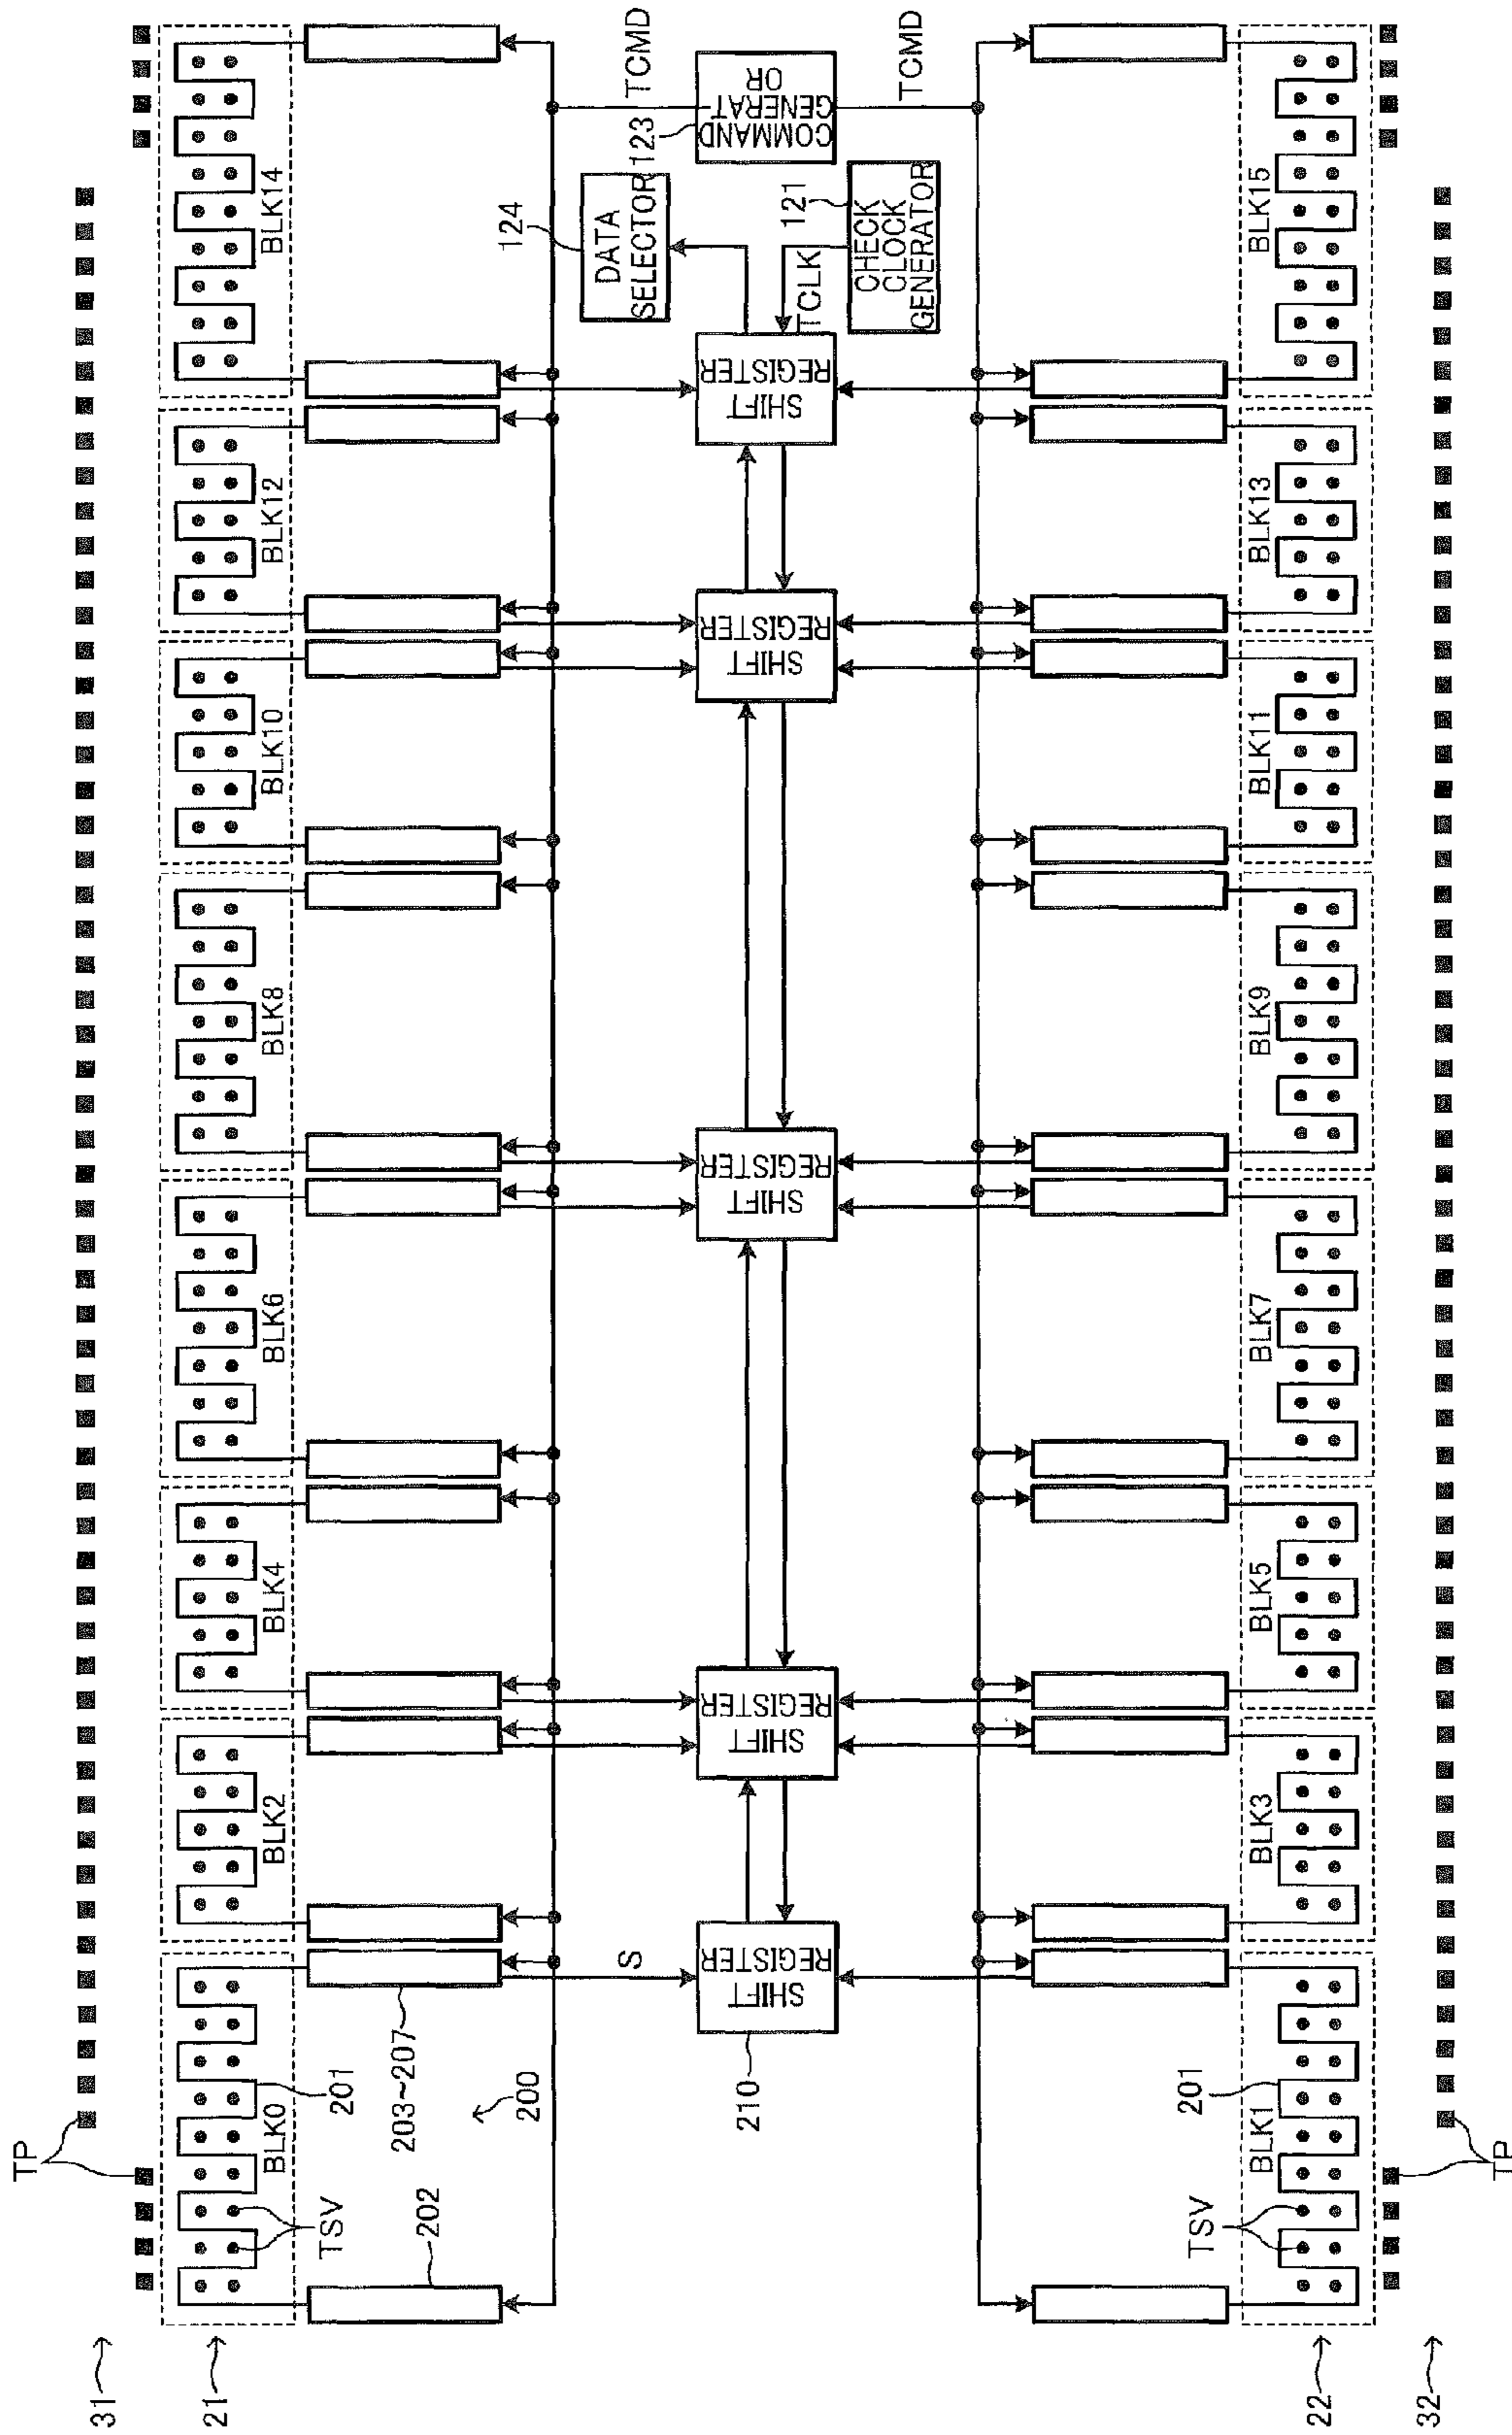 31
21
TP
TSV
BLK0
201
202
203~207
200
BLK2
BLK4
BLK6
BLK8
BLK10
BLK12
BLK14
S
210
SHIFT
REGISTER
SHIFT
REGISTER
SHIFT
REGISTER
SHIFT
REGISTER
SHIFT
REGISTER
TCLK
124
DATA
SELECTOR
121
CHECK
CLOCK
GENERATOR
123
COMMAND
GENERAT
OR
TCMD
TCMD
TSV
BLK1
201
BLK3
BLK5
BLK7
BLK9
BLK11
BLK13
BLK15
22
32
TP